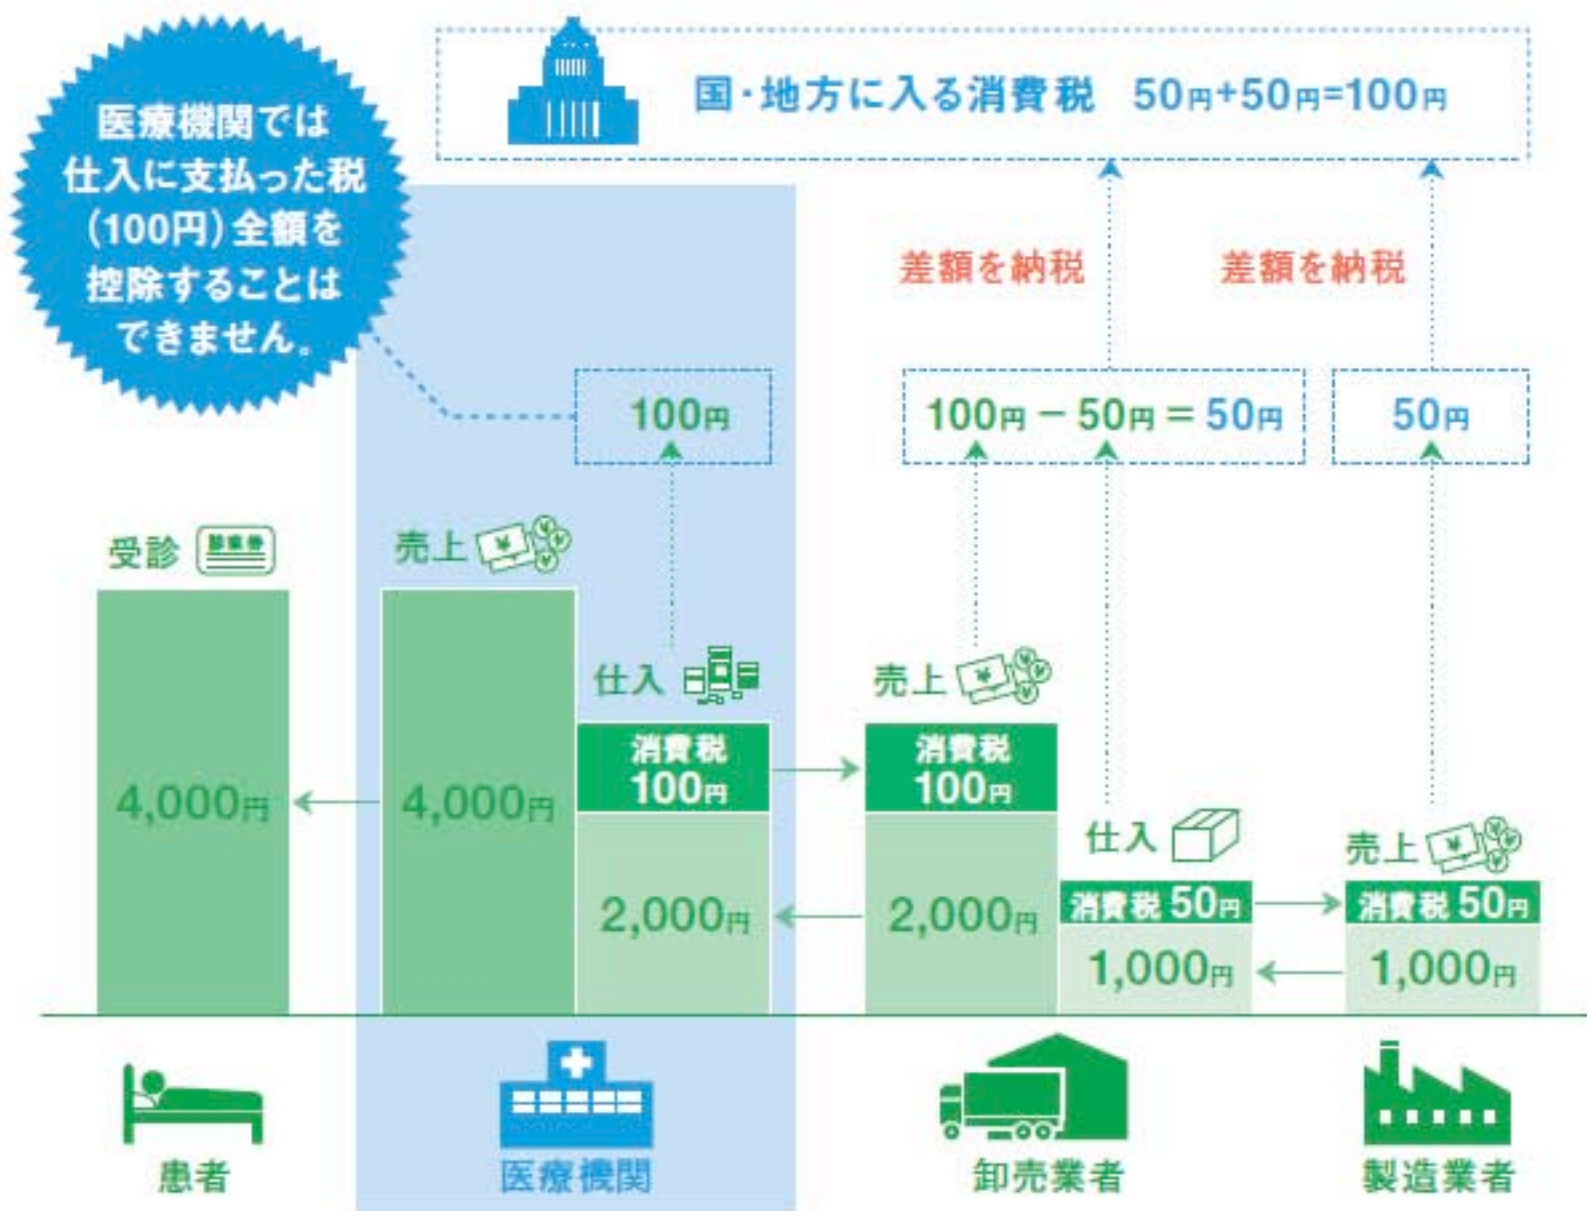 医療機関では
仕入に支払った税
(100円)全額を
控除することは
できません。
国・地方に入る消費税 50円+50円=100円
差額を納税
差額を納税
100円
100円－50円＝50円
50円
受診
診察券
売上
仕入
売上
仕入
売上
4,000円
4,000円
消費税
100円
2,000円
消費税
100円
2,000円
消費税50円
1,000円
消費税50円
1,000円
患者
医療機関
卸売業者
製造業者